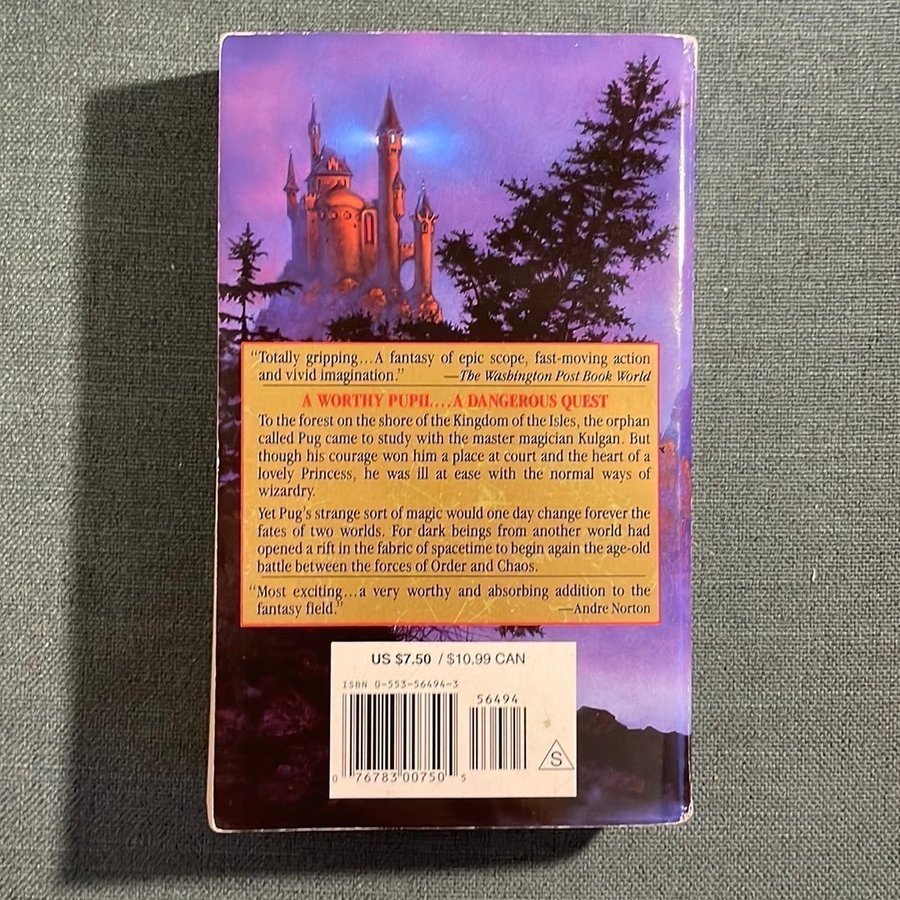 “Totally gripping...A fantasy of epic scope, fast-moving action
and vivid imagination.” —The Washington Post Book World
A WORTHY PUPIL...A DANGEROUS QUEST
To the forest on the shore of the Kingdom of the Isles, the orphan
called Pug came to study with the master magician Kulgan. But
though his courage won him a place at court and the heart of a
lovely Princess, he was ill at ease with the normal ways of
wizardry.
Yet Pug's strange sort of magic would one day change forever the
fates of two worlds. For dark beings from another world had
opened a rift in the fabric of spacetime to begin again the age-old
battle between the forces of Order and Chaos.
“Most exciting...a very worthy and absorbing addition to the
fantasy field.” —Andre Norton
US $7.50 / $10.99 CAN
ISBN 0-553-56494-3
56494
0 76783 00750 5
S